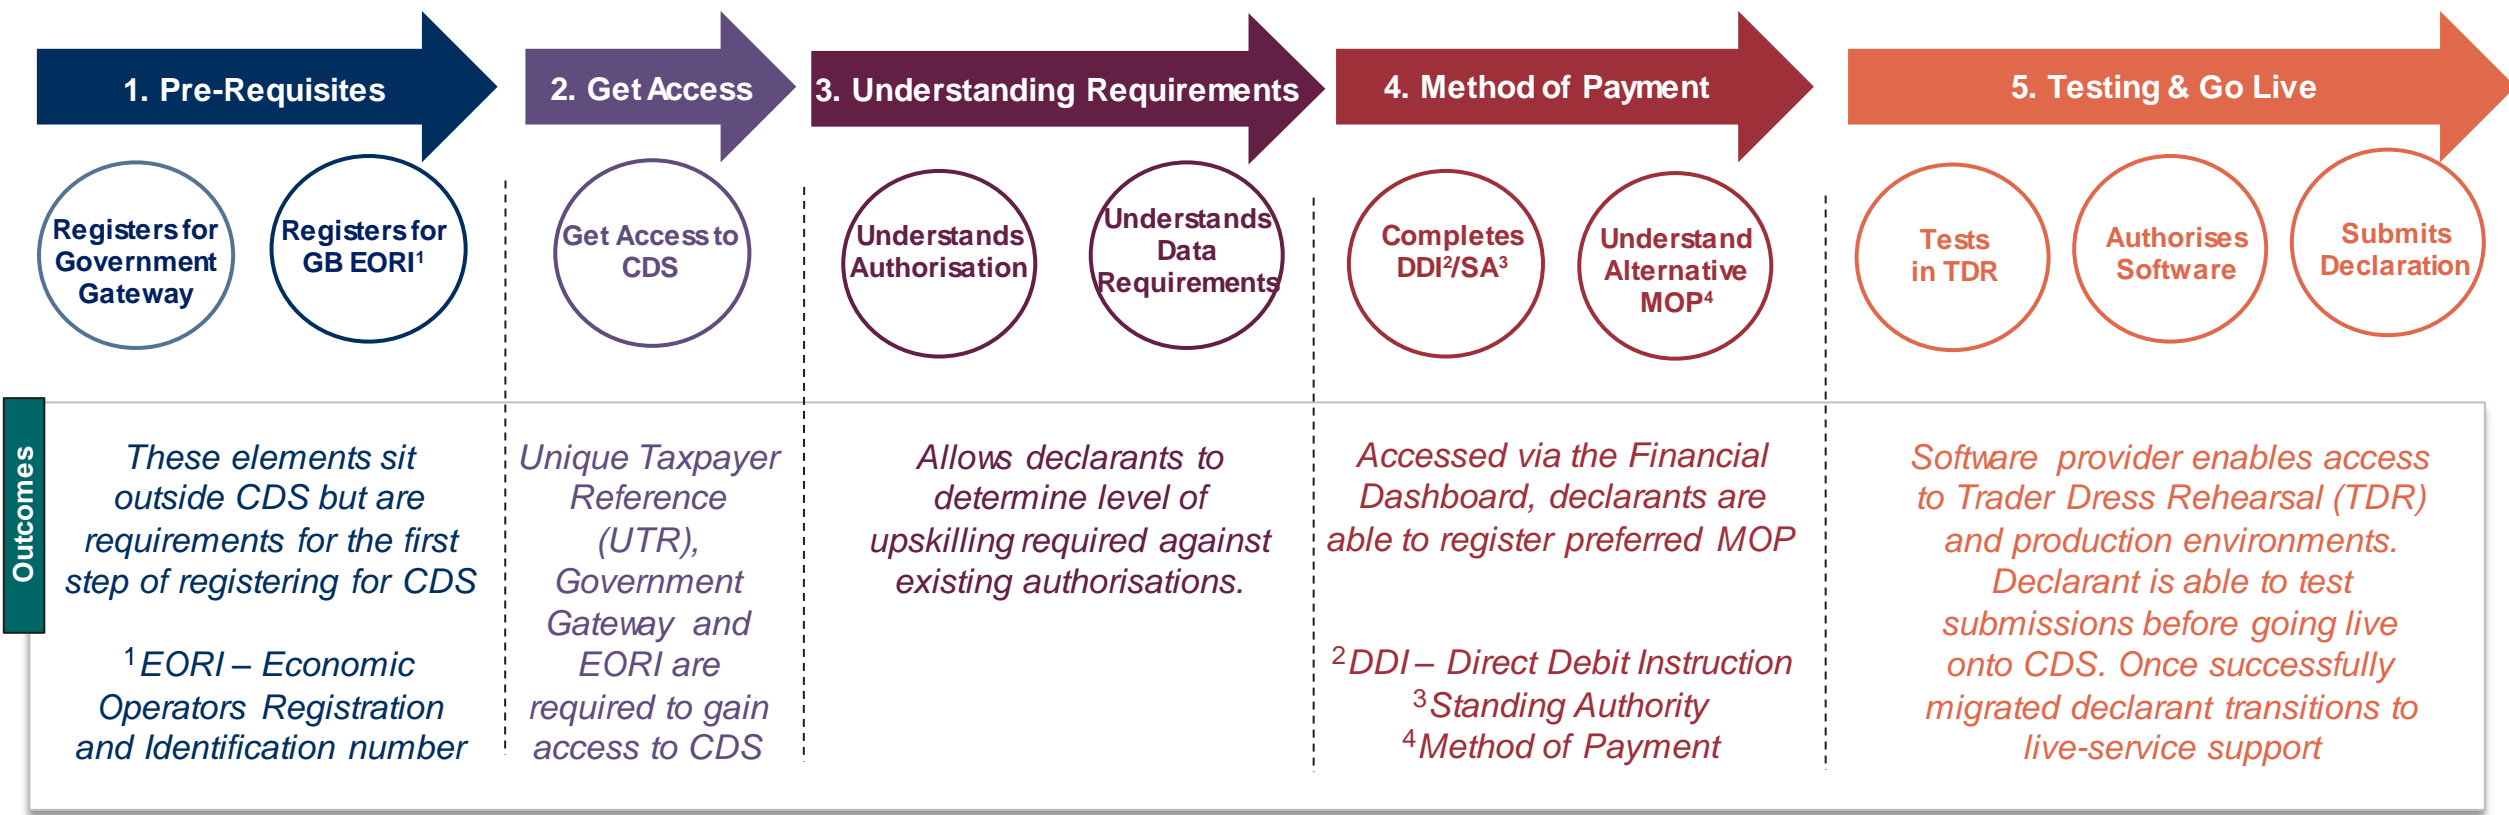 1. Pre-Requisites
2. Get Access
3. Understanding Requirements
4. Method of Payment
5. Testing & Go Live
Registers for
Government
Gateway
Registers for
GB EORI¹
Get Access to
CDS
Understands
Authorisation
Understands
Data
Requirements
Completes
DDI²/SA³
Understand
Alternative
MOP⁴
Tests
in TDR
Authorises
Software
Submits
Declaration
Outcomes
These elements sit
outside CDS but are
requirements for the first
step of registering for CDS
¹EORI – Economic
Operators Registration
and Identification number
Unique Taxpayer
Reference
(UTR),
Government
Gateway and
EORI are
required to gain
access to CDS
Allows declarants to
determine level of
upskilling required against
existing authorisations.
Accessed via the Financial
Dashboard, declarants are
able to register preferred MOP
²DDI – Direct Debit Instruction
³Standing Authority
⁴Method of Payment
Software provider enables access
to Trader Dress Rehearsal (TDR)
and production environments.
Declarant is able to test
submissions before going live
onto CDS. Once successfully
migrated declarant transitions to
live-service support